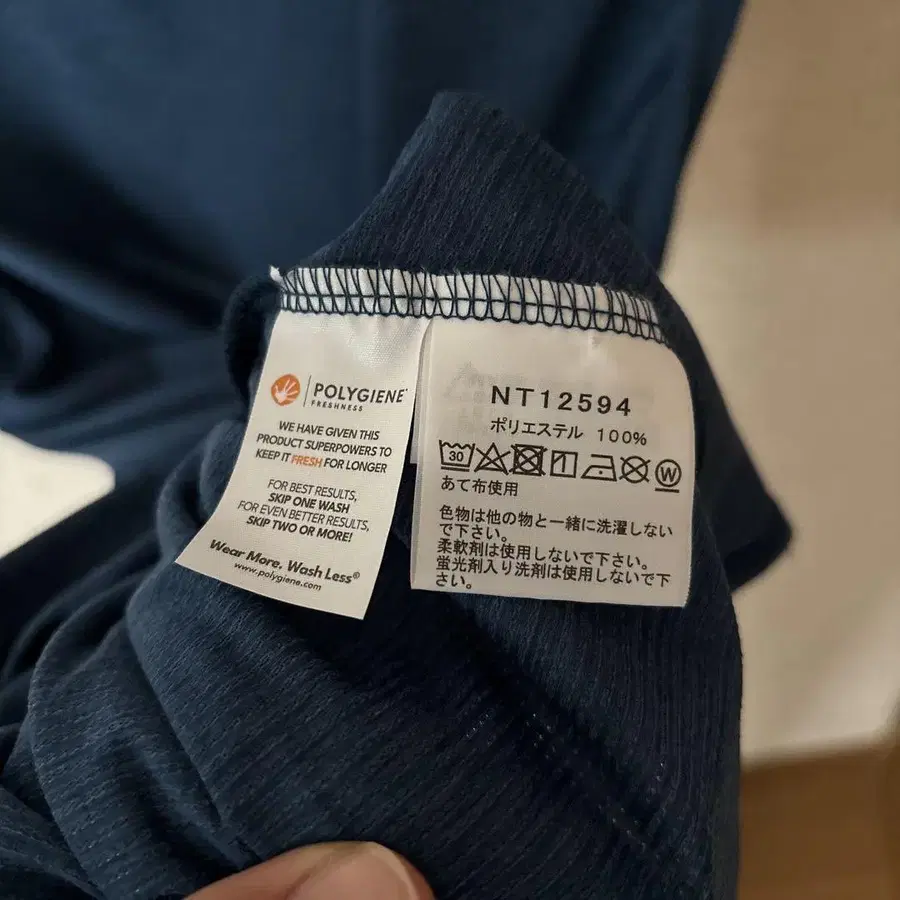 POLYGIENE
FRESHNESS
WE HAVE GIVEN THIS
PRODUCT SUPERPOWERS TO
KEEP IT FRESH FOR LONGER
FOR BEST RESULTS,
SKIP ONE WASH
FOR EVEN BETTER RESULTS,
SKIP TWO OR MORE!
Wear More. Wash Less®
www.polygiene.com
NT12594
ポリエステル 100%
30
W
あて布使用
色物は他の物と一緒に洗濯しない
で下さい。
柔軟剤は使用しないで下さい。
蛍光剤入り洗剤は使用しないで下
さい。